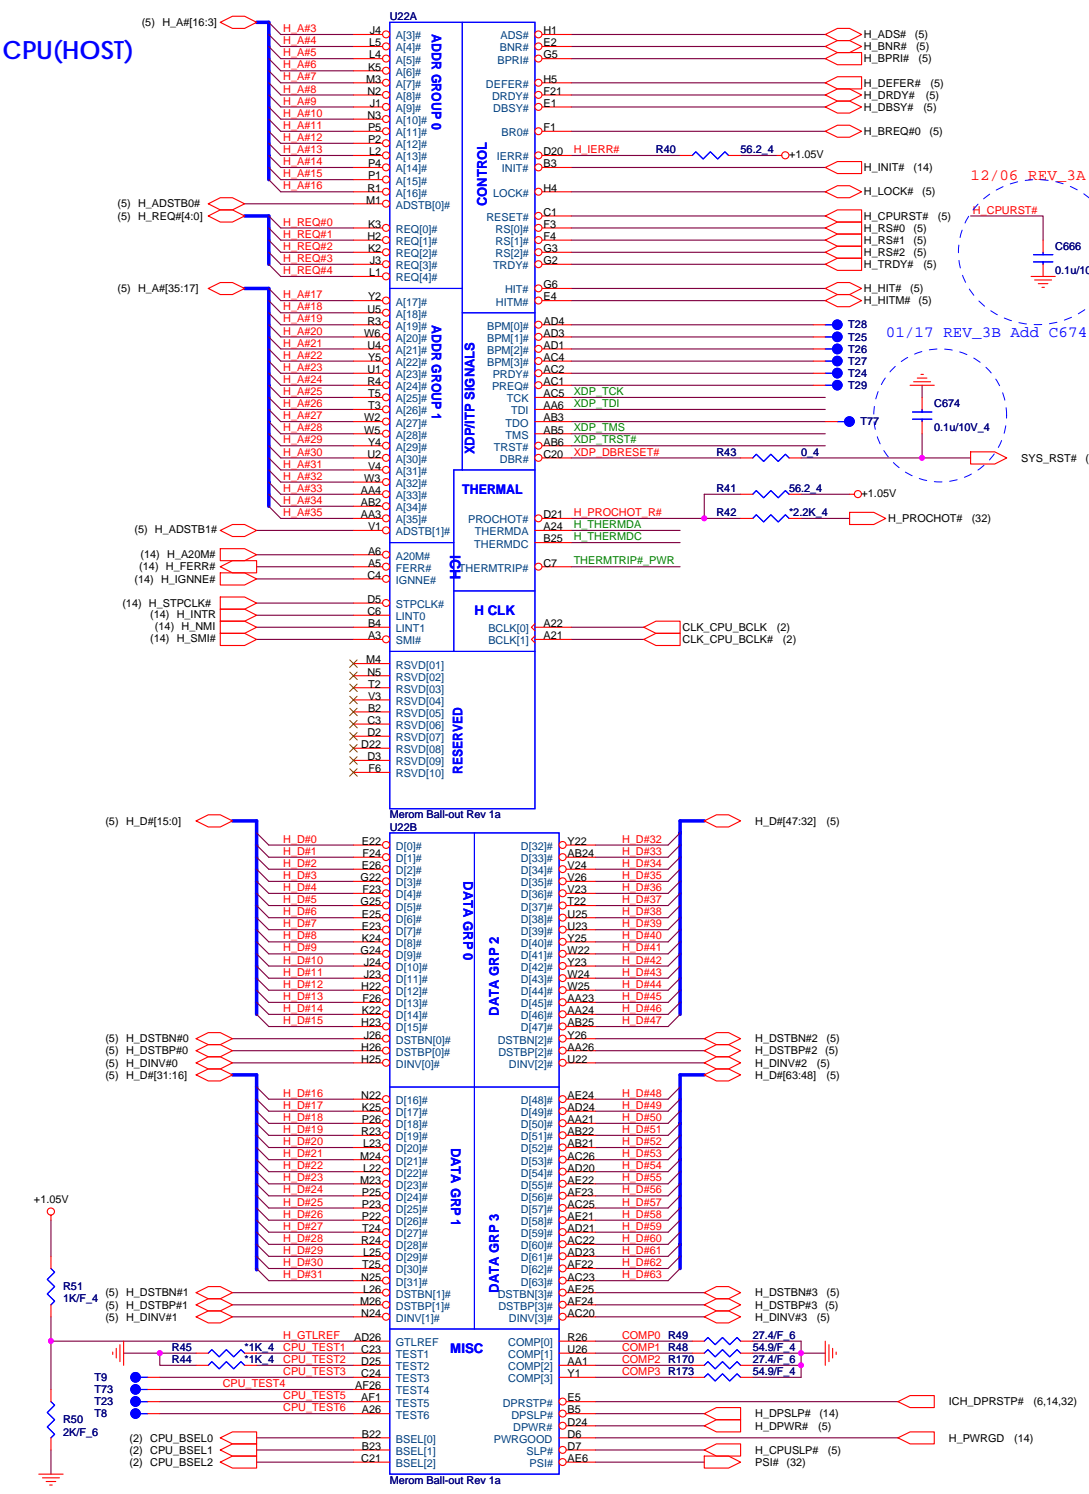 CPU(HOST)
U22A
(5) H_A#[16:3]
H_A#3 J4 A[3]#
H_A#4 L5 A[4]#
H_A#5 L4 A[5]#
H_A#6 K5 A[6]#
H_A#7 M3 A[7]#
H_A#8 N2 A[8]#
H_A#9 J1 A[9]#
H_A#10 N3 A[10]#
H_A#11 P5 A[11]#
H_A#12 P2 A[12]#
H_A#13 L2 A[13]#
H_A#14 P4 A[14]#
H_A#15 P1 A[15]#
H_A#16 R1 A[16]#
(5) H_ADSTB0# M1 ADSTB[0]#
(5) H_REQ#[4:0]
H_REQ#0 K3 REQ[0]#
H_REQ#1 H2 REQ[1]#
H_REQ#2 K2 REQ[2]#
H_REQ#3 J3 REQ[3]#
H_REQ#4 L1 REQ[4]#
ADDR GROUP 0
(5) H_A#[35:17]
H_A#17 Y2 A[17]#
H_A#18 U5 A[18]#
H_A#19 R3 A[19]#
H_A#20 W6 A[20]#
H_A#21 U4 A[21]#
H_A#22 Y5 A[22]#
H_A#23 U1 A[23]#
H_A#24 R4 A[24]#
H_A#25 T5 A[25]#
H_A#26 T3 A[26]#
H_A#27 W2 A[27]#
H_A#28 W5 A[28]#
H_A#29 Y4 A[29]#
H_A#30 U2 A[30]#
H_A#31 V4 A[31]#
H_A#32 W3 A[32]#
H_A#33 AA4 A[33]#
H_A#34 AB2 A[34]#
H_A#35 AA3 A[35]#
(5) H_ADSTB1# V1 ADSTB[1]#
ADDR GROUP 1
(14) H_A20M# A6 A20M#
(14) H_FERR# A5 FERR#
(14) H_IGNNE# C4 IGNNE#
(14) H_STPCLK# D5 STPCLK#
(14) H_INTR C6 LINT0
(14) H_NMI B4 LINT1
(14) H_SMI# A3 SMI#
ICH
M4 RSVD[01]
N5 RSVD[02]
T2 RSVD[03]
V3 RSVD[04]
B2 RSVD[05]
C3 RSVD[06]
D2 RSVD[07]
D22 RSVD[08]
D3 RSVD[09]
F6 RSVD[10]
RESERVED
CONTROL
ADS# H1 H_ADS# (5)
BNR# E2 H_BNR# (5)
BPRI# G5 H_BPRI# (5)
DEFER# H5 H_DEFER# (5)
DRDY# F21 H_DRDY# (5)
DBSY# E1 H_DBSY# (5)
BR0# F1 H_BREQ#0 (5)
IERR# D20 H_IERR# R40 56.2_4 +1.05V
INIT# B3 H_INIT# (14)
LOCK# H4 H_LOCK# (5)
RESET# C1 H_CPURST# (5)
RS[0]# F3 H_RS#0 (5)
RS[1]# F4 H_RS#1 (5)
RS[2]# G3 H_RS#2 (5)
TRDY# G2 H_TRDY# (5)
HIT# G6 H_HIT# (5)
HITM# E4 H_HITM# (5)
12/06 REV_3A
H_CPURST#
C666
0.1u/10
XDP/ITP SIGNALS
BPM[0]# AD4 T28
BPM[1]# AD3 T25
BPM[2]# AD1 T26
BPM[3]# AC4 T27
PRDY# AC2 T24
PREQ# AC1 T29
TCK AC5 XDP_TCK
TDI AA6 XDP_TDI
TDO AB3 T77
TMS AB5 XDP_TMS
TRST# AB6 XDP_TRST#
DBR# C20 XDP_DBRESET# R43 0_4 SYS_RST# (
01/17 REV_3B Add C674
C674
0.1u/10V_4
THERMAL
R41 56.2_4 +1.05V
PROCHOT# D21 H_PROCHOT_R# R42 *2.2K_4 H_PROCHOT# (32)
THERMDA A24 H_THERMDA
THERMDC B25 H_THERMDC
THERMTRIP# C7 THERMTRIP#_PWR
H CLK
BCLK[0] A22 CLK_CPU_BCLK (2)
BCLK[1] A21 CLK_CPU_BCLK# (2)
Merom Ball-out Rev 1a
U22B
(5) H_D#[15:0]
H_D#0 E22 D[0]#
H_D#1 F24 D[1]#
H_D#2 E26 D[2]#
H_D#3 G22 D[3]#
H_D#4 F23 D[4]#
H_D#5 G25 D[5]#
H_D#6 E25 D[6]#
H_D#7 E23 D[7]#
H_D#8 K24 D[8]#
H_D#9 G24 D[9]#
H_D#10 J24 D[10]#
H_D#11 J23 D[11]#
H_D#12 H22 D[12]#
H_D#13 F26 D[13]#
H_D#14 K22 D[14]#
H_D#15 H23 D[15]#
(5) H_DSTBN#0 J26 DSTBN[0]#
(5) H_DSTBP#0 H26 DSTBP[0]#
(5) H_DINV#0 H25 DINV[0]#
DATA GRP 0
(5) H_D#[31:16]
H_D#16 N22 D[16]#
H_D#17 K25 D[17]#
H_D#18 P26 D[18]#
H_D#19 R23 D[19]#
H_D#20 L23 D[20]#
H_D#21 M24 D[21]#
H_D#22 L22 D[22]#
H_D#23 M23 D[23]#
H_D#24 P25 D[24]#
H_D#25 P23 D[25]#
H_D#26 P22 D[26]#
H_D#27 T24 D[27]#
H_D#28 R24 D[28]#
H_D#29 L25 D[29]#
H_D#30 T25 D[30]#
H_D#31 N25 D[31]#
(5) H_DSTBN#1 L26 DSTBN[1]#
(5) H_DSTBP#1 M26 DSTBP[1]#
(5) H_DINV#1 N24 DINV[1]#
DATA GRP 1
H_D#[47:32] (5)
D[32]# Y22 H_D#32
D[33]# AB24 H_D#33
D[34]# V24 H_D#34
D[35]# V26 H_D#35
D[36]# V23 H_D#36
D[37]# T22 H_D#37
D[38]# U25 H_D#38
D[39]# U23 H_D#39
D[40]# Y25 H_D#40
D[41]# W22 H_D#41
D[42]# Y23 H_D#42
D[43]# W24 H_D#43
D[44]# W25 H_D#44
D[45]# AA23 H_D#45
D[46]# AA24 H_D#46
D[47]# AB25 H_D#47
DSTBN[2]# Y26 H_DSTBN#2 (5)
DSTBP[2]# AA26 H_DSTBP#2 (5)
DINV[2]# U22 H_DINV#2 (5)
DATA GRP 2
H_D#[63:48] (5)
D[48]# AE24 H_D#48
D[49]# AD24 H_D#49
D[50]# AA21 H_D#50
D[51]# AB22 H_D#51
D[52]# AB21 H_D#52
D[53]# AC26 H_D#53
D[54]# AD20 H_D#54
D[55]# AE22 H_D#55
D[56]# AF23 H_D#56
D[57]# AC25 H_D#57
D[58]# AE21 H_D#58
D[59]# AD21 H_D#59
D[60]# AC22 H_D#60
D[61]# AD23 H_D#61
D[62]# AF22 H_D#62
D[63]# AC23 H_D#63
DSTBN[3]# AE25 H_DSTBN#3 (5)
DSTBP[3]# AF24 H_DSTBP#3 (5)
DINV[3]# AC20 H_DINV#3 (5)
DATA GRP 3
+1.05V
R51
1K/F_4
R50
2K/F_6
MISC
H_GTLREF AD26 GTLREF
R45 *1K_4 CPU_TEST1 C23 TEST1
R44 *1K_4 CPU_TEST2 D25 TEST2
T9 CPU_TEST3 C24 TEST3
T73 CPU_TEST4 AF26 TEST4
T23 CPU_TEST5 AF1 TEST5
T8 CPU_TEST6 A26 TEST6
(2) CPU_BSEL0 B22 BSEL[0]
(2) CPU_BSEL1 B23 BSEL[1]
(2) CPU_BSEL2 C21 BSEL[2]
COMP[0] R26 COMP0 R49 27.4/F_6
COMP[1] U26 COMP1 R48 54.9/F_4
COMP[2] AA1 COMP2 R170 27.4/F_6
COMP[3] Y1 COMP3 R173 54.9/F_4
DPRSTP# E5 ICH_DPRSTP# (6,14,32)
DPSLP# B5 H_DPSLP# (14)
DPWR# D24 H_DPWR# (5)
PWRGOOD D6 H_PWRGD (14)
SLP# D7 H_CPUSLP# (5)
PSI# AE6 PSI# (32)
Merom Ball-out Rev 1a